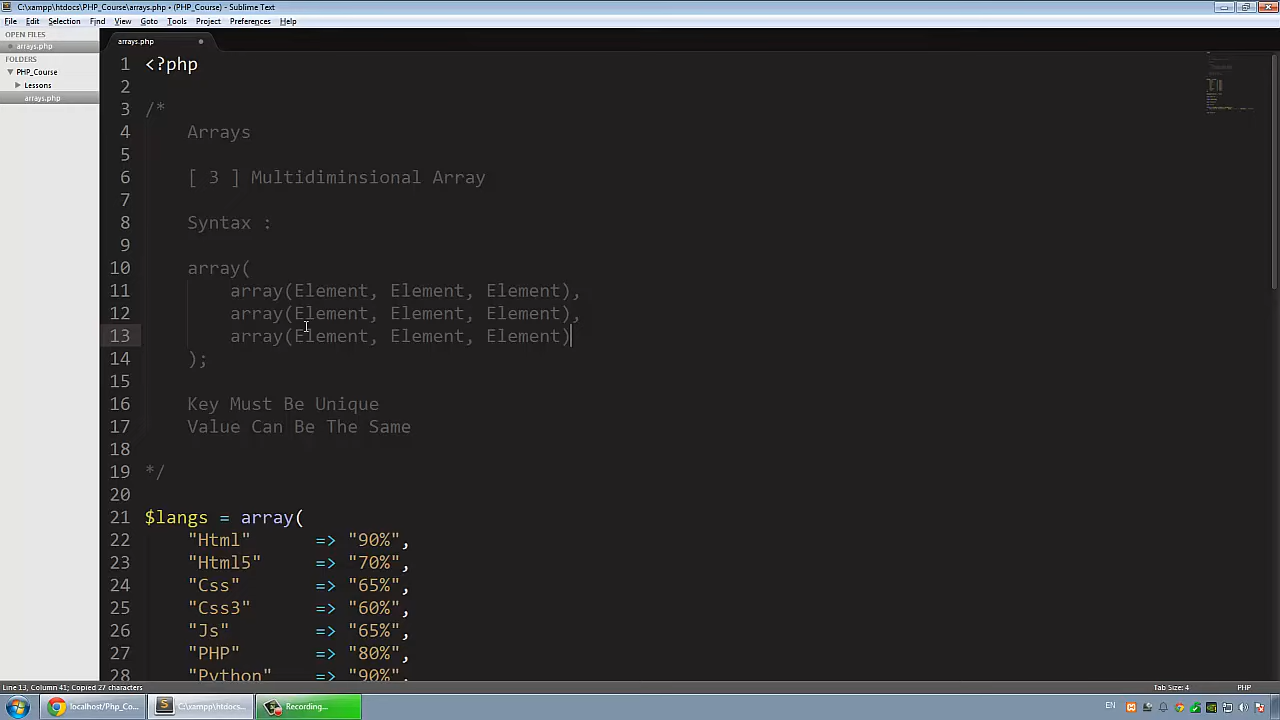 C:\xampp\htdocs\PHP_Course\arrays.php • (PHP_Course) - Sublime Text
File Edit Selection Find View Goto Tools Project Preferences Help
OPEN FILES
arrays.php
FOLDERS
PHP_Course
Lessons
arrays.php
arrays.php
1 <?php
2
3 /*
4 Arrays
5
6 [ 3 ] Multidiminsional Array
7
8 Syntax :
9
10 array(
11 array(Element, Element, Element),
12 array(Element, Element, Element),
13 array(Element, Element, Element)
14 );
15
16 Key Must Be Unique
17 Value Can Be The Same
18
19 */
20
21 $langs = array(
22 "Html" => "90%",
23 "Html5" => "70%",
24 "Css" => "65%",
25 "Css3" => "60%",
26 "Js" => "65%",
27 "PHP" => "80%",
28 "Python" => "90%",
Line 13, Column 41; Copied 27 characters
Tab Size: 4
PHP
localhost/Php_Co...
C:\xampp\htdocs...
Recording...
EN